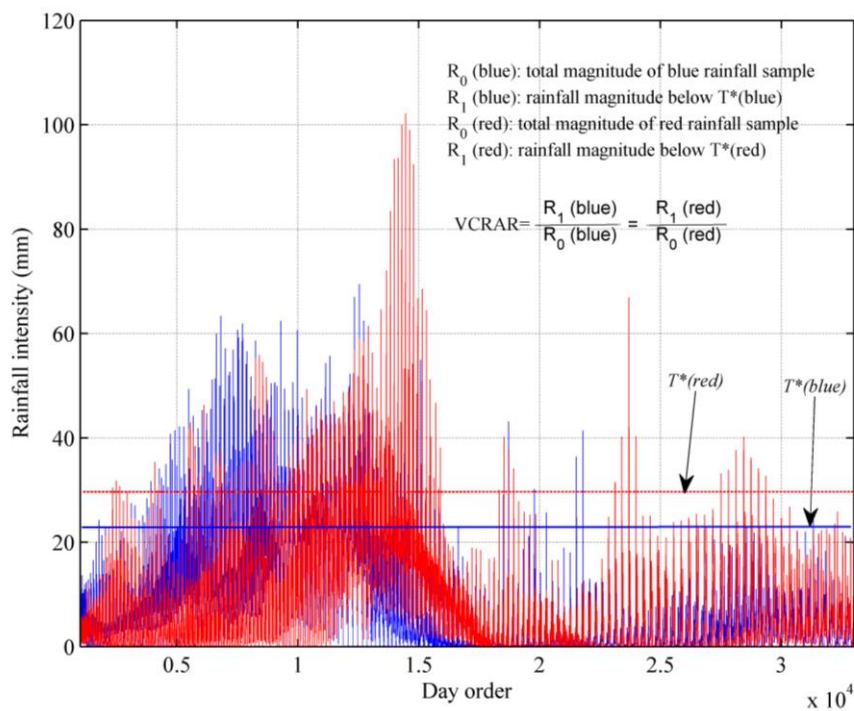 120
100
80
60
40
20
0
Rainfall intensity (mm)
R0 (blue): total magnitude of blue rainfall sample
R1 (blue): rainfall magnitude below T*(blue)
R0 (red): total magnitude of red rainfall sample
R1 (red): rainfall magnitude below T*(red)
VCRAR= R1 (blue) / R0 (blue) = R1 (red) / R0 (red)
T*(red)
T*(blue)
0.5 1 1.5 2 2.5 3
Day order
x 10^4